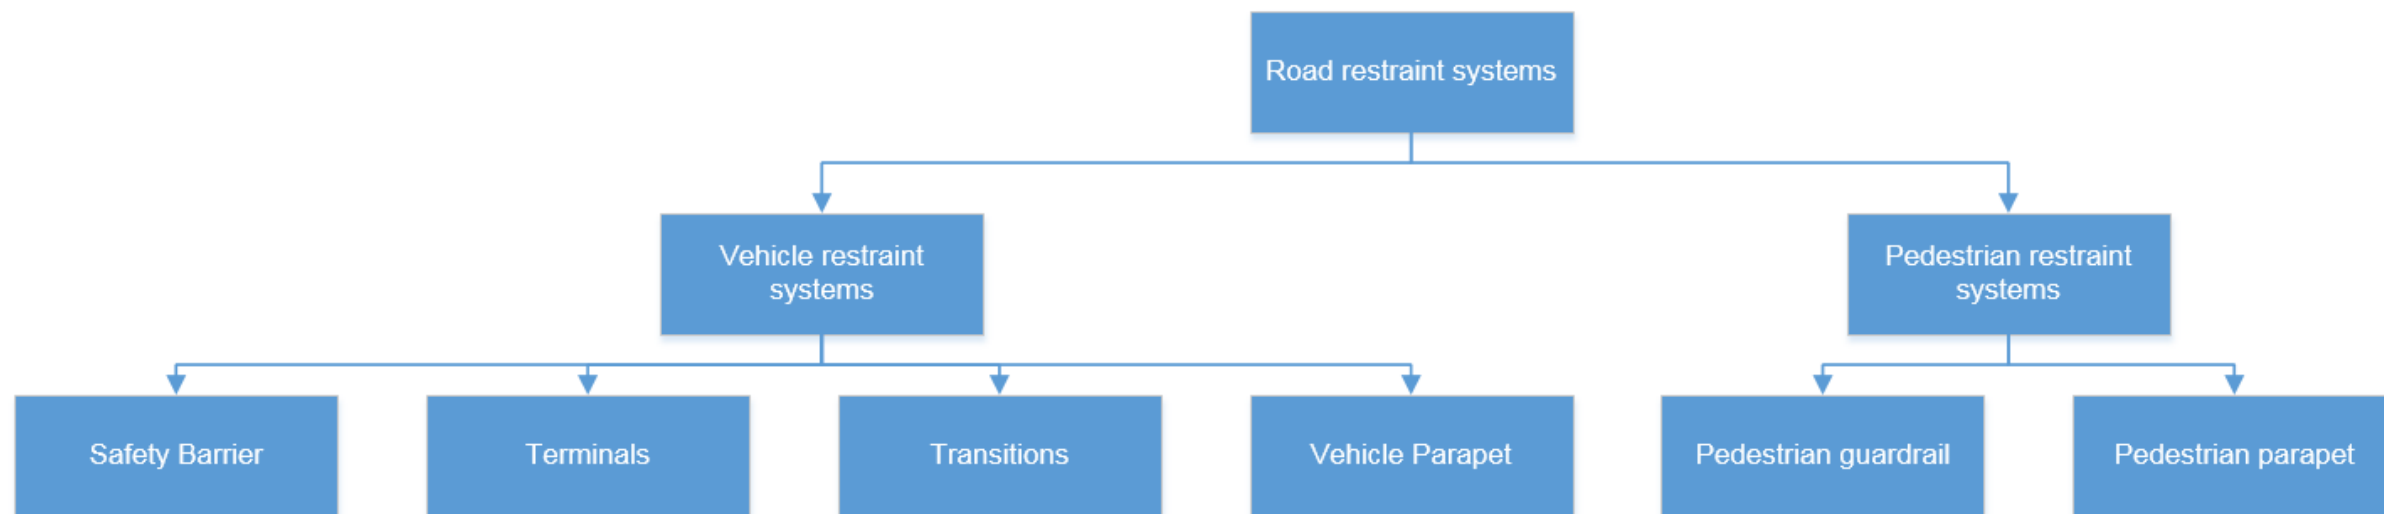 Road restraint systems
Vehicle restraint
systems
Pedestrian restraint
systems
Safety Barrier
Terminals
Transitions
Vehicle Parapet
Pedestrian guardrail
Pedestrian parapet